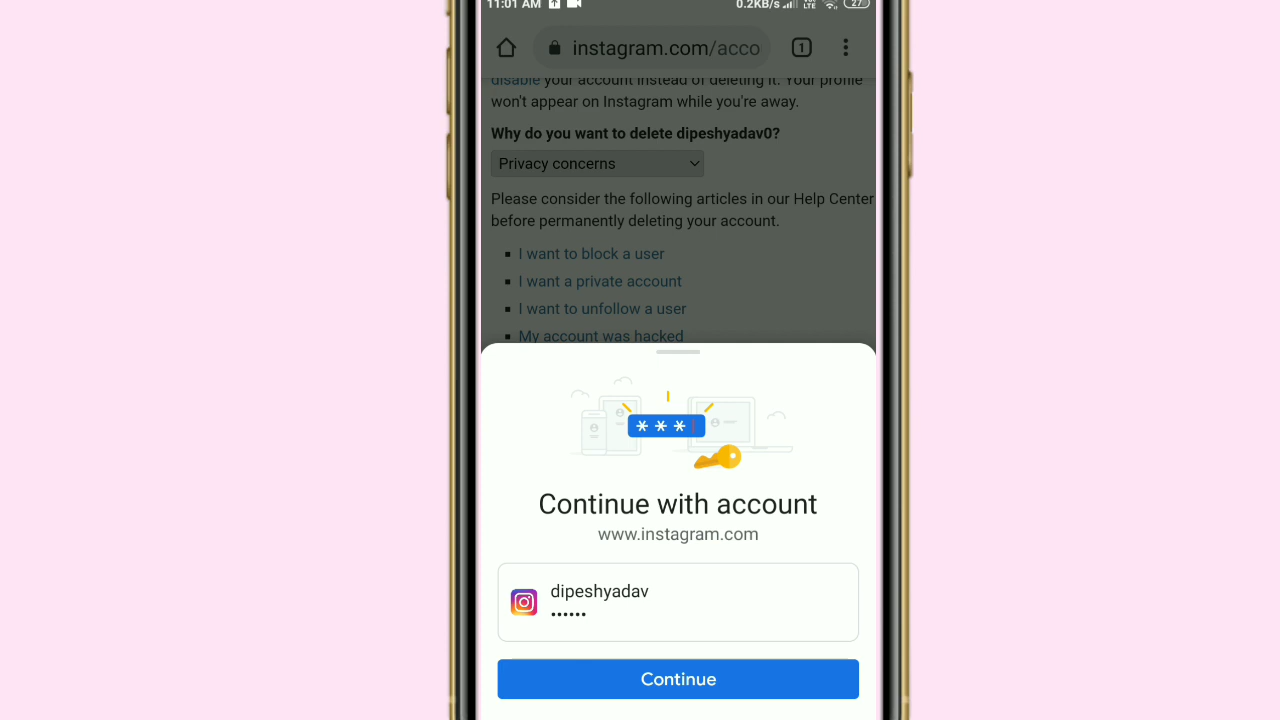 11:01 AM 0.2KB/s VoLTE 27
instagram.com/acco 1
disable your account instead of deleting it. Your profile
won't appear on Instagram while you're away.
Why do you want to delete dipeshyadav0?
Privacy concerns
Please consider the following articles in our Help Center
before permanently deleting your account.
I want to block a user
I want a private account
I want to unfollow a user
My account was hacked
***
Continue with account
www.instagram.com
dipeshyadav
••••••
Continue